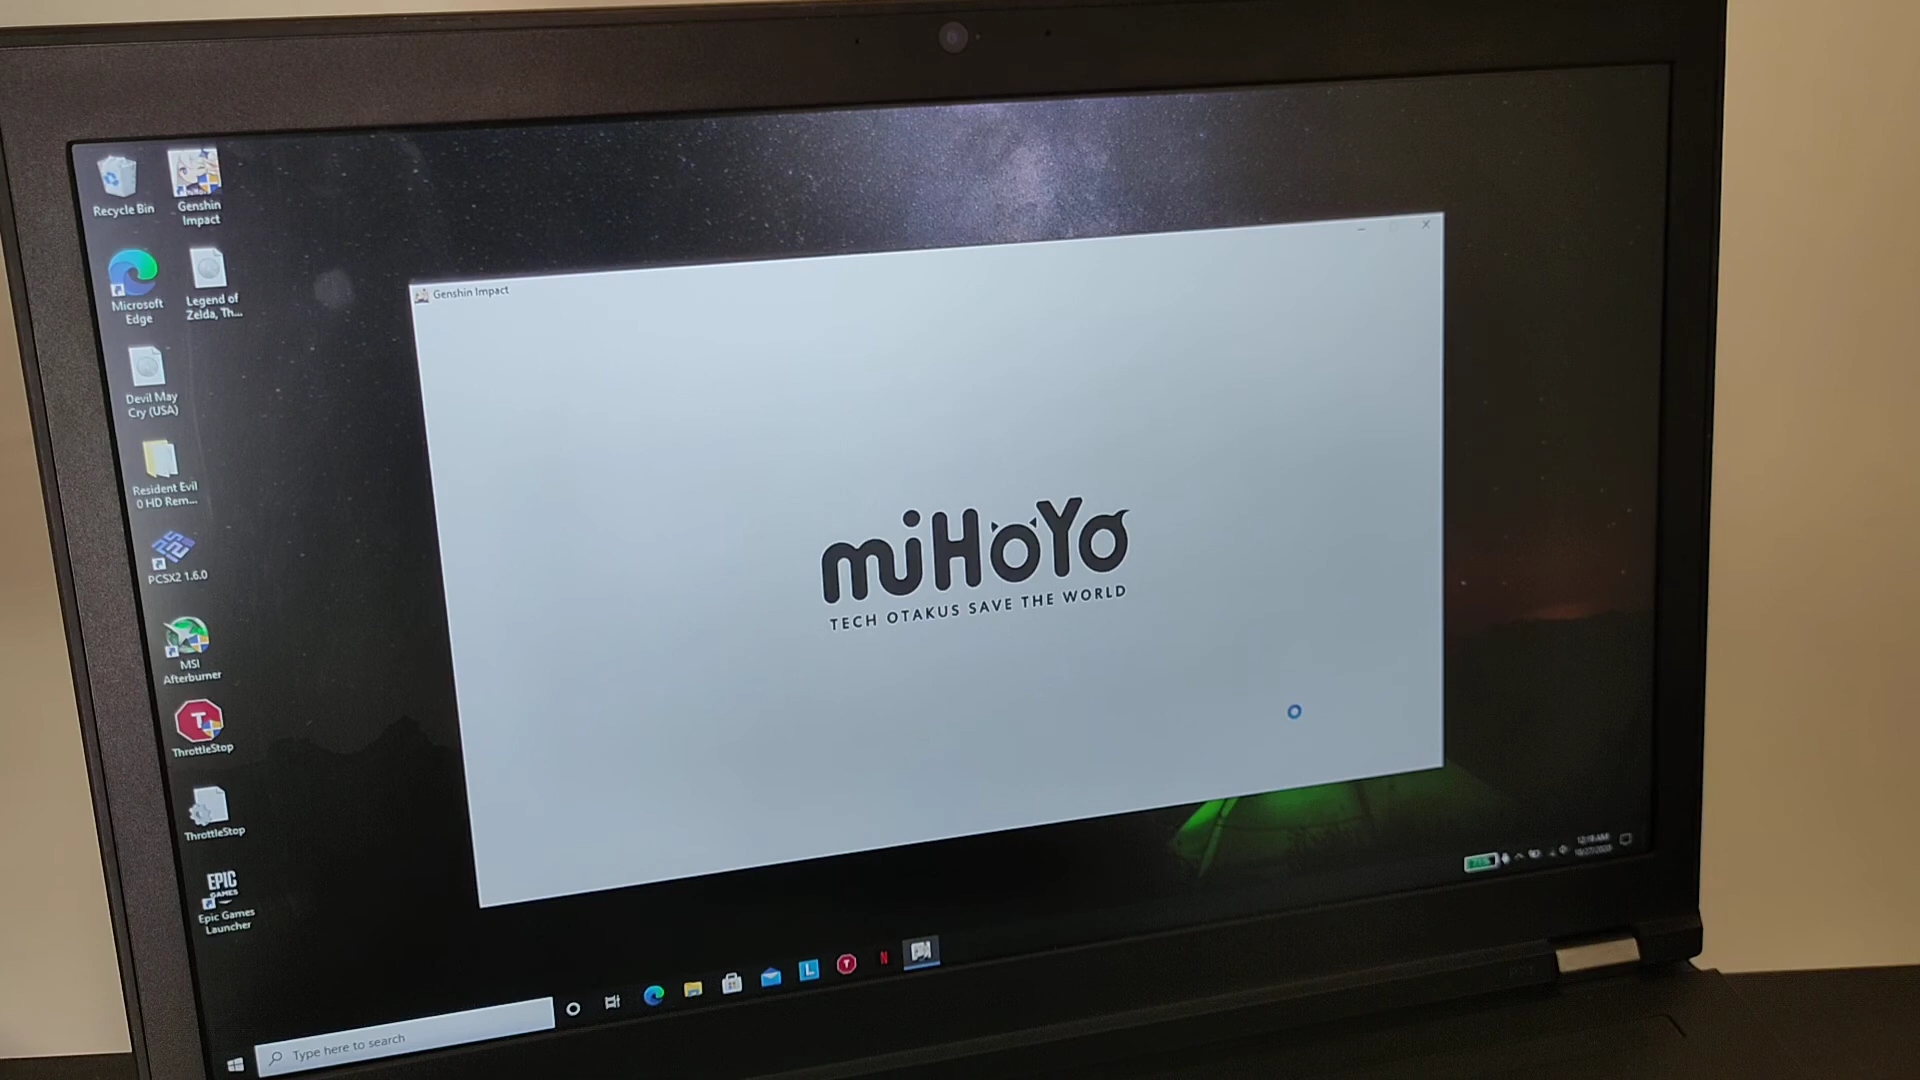 Recycle Bin
Genshin
Impact
Microsoft
Edge
Legend of
Zelda, Th...
Devil May
Cry (USA)
Resident Evil
0 HD Rem...
PCSX2 1.6.0
MSI
Afterburner
T
ThrottleStop
ThrottleStop
EPIC
GAMES
Epic Games
Launcher
Genshin Impact
miHoYo
TECH OTAKUS SAVE THE WORLD
Type here to search
L
T
N